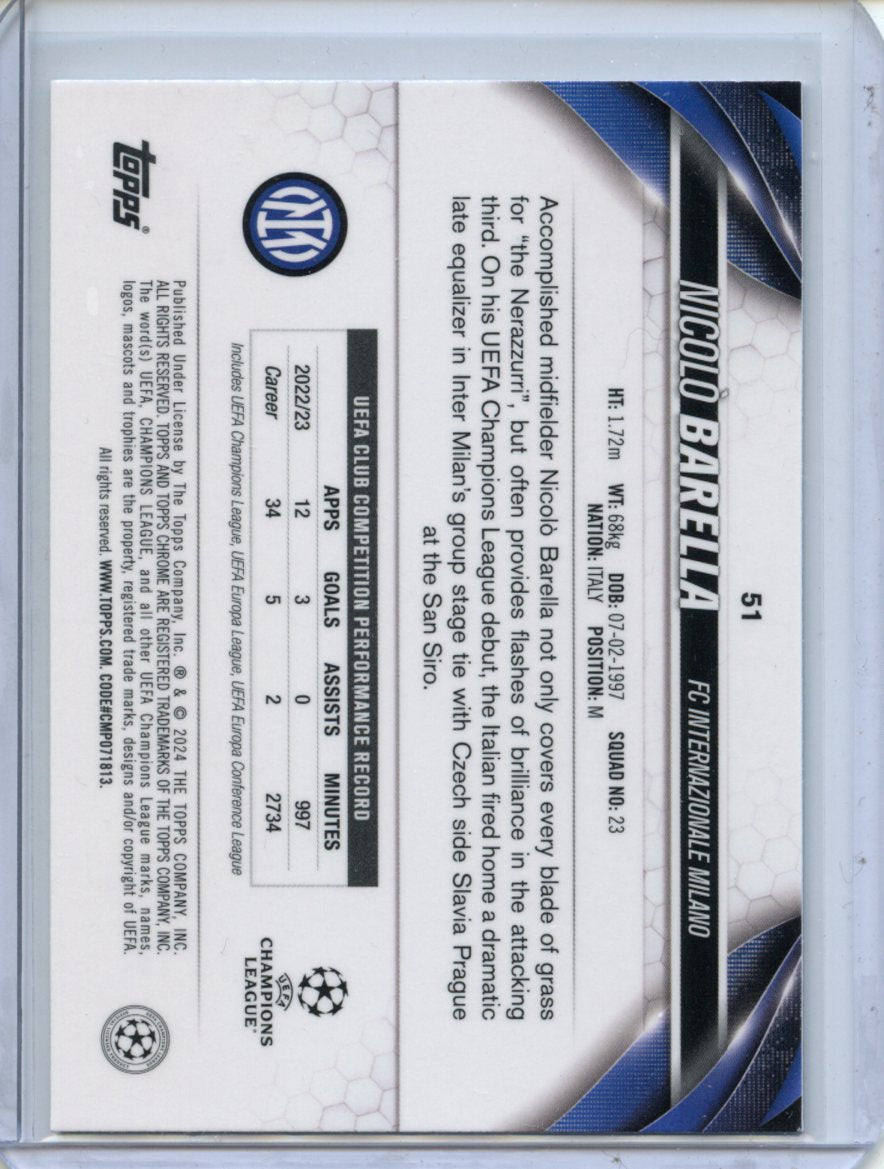 51
NICOLÒ BARELLA FC INTERNAZIONALE MILANO
HT: 1.72m WT: 68kg DOB: 07-02-1997 SQUAD NO: 23
NATION: ITALY POSITION: M
Accomplished midfielder Nicolò Barella not only covers every blade of grass
for “the Nerazzurri”, but often provides flashes of brilliance in the attacking
third. On his UEFA Champions League debut, the Italian fired home a dramatic
late equalizer in Inter Milan's group stage tie with Czech side Slavia Prague
at the San Siro.
UEFA CLUB COMPETITION PERFORMANCE RECORD
APPS GOALS ASSISTS MINUTES
2022/23 12 3 0 997
Career 34 5 2 2734
Includes UEFA Champions League, UEFA Europa League, UEFA Europa Conference League
UEFA
CHAMPIONS
LEAGUE®
topps®
Published Under License by The Topps Company, Inc. ® & © 2024 THE TOPPS COMPANY, INC.
ALL RIGHTS RESERVED. TOPPS AND TOPPS CHROME ARE REGISTERED TRADEMARKS OF THE TOPPS COMPANY, INC.
The word(s) UEFA, CHAMPIONS LEAGUE, and all other UEFA Champions League marks, names,
logos, mascots and trophies are the property, registered trade marks, designs and/or copyright of UEFA.
All rights reserved. WWW.TOPPS.COM. CODE#CMP071813.